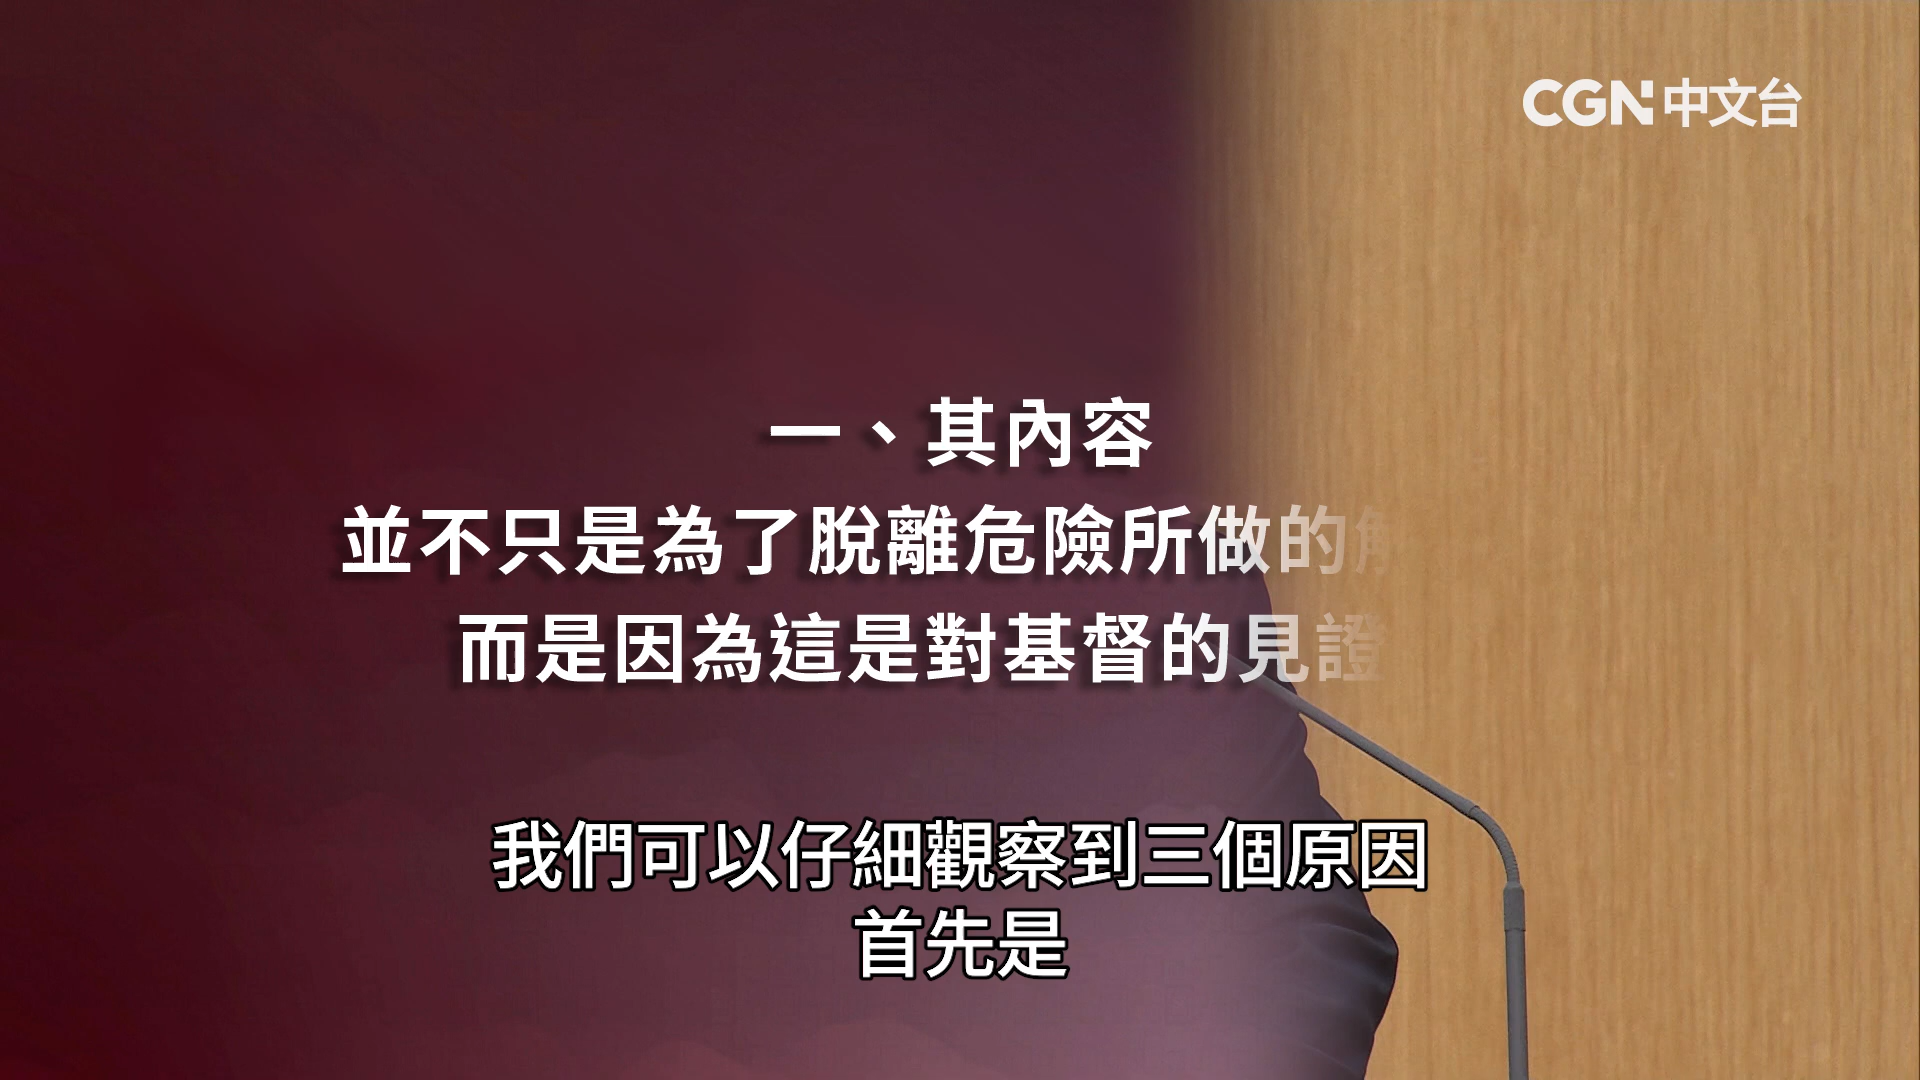 CGN中文台
一、其內容
並不只是為了脫離危險所做的
而是因為這是對基督的見證
我們可以仔細觀察到三個原因
首先是